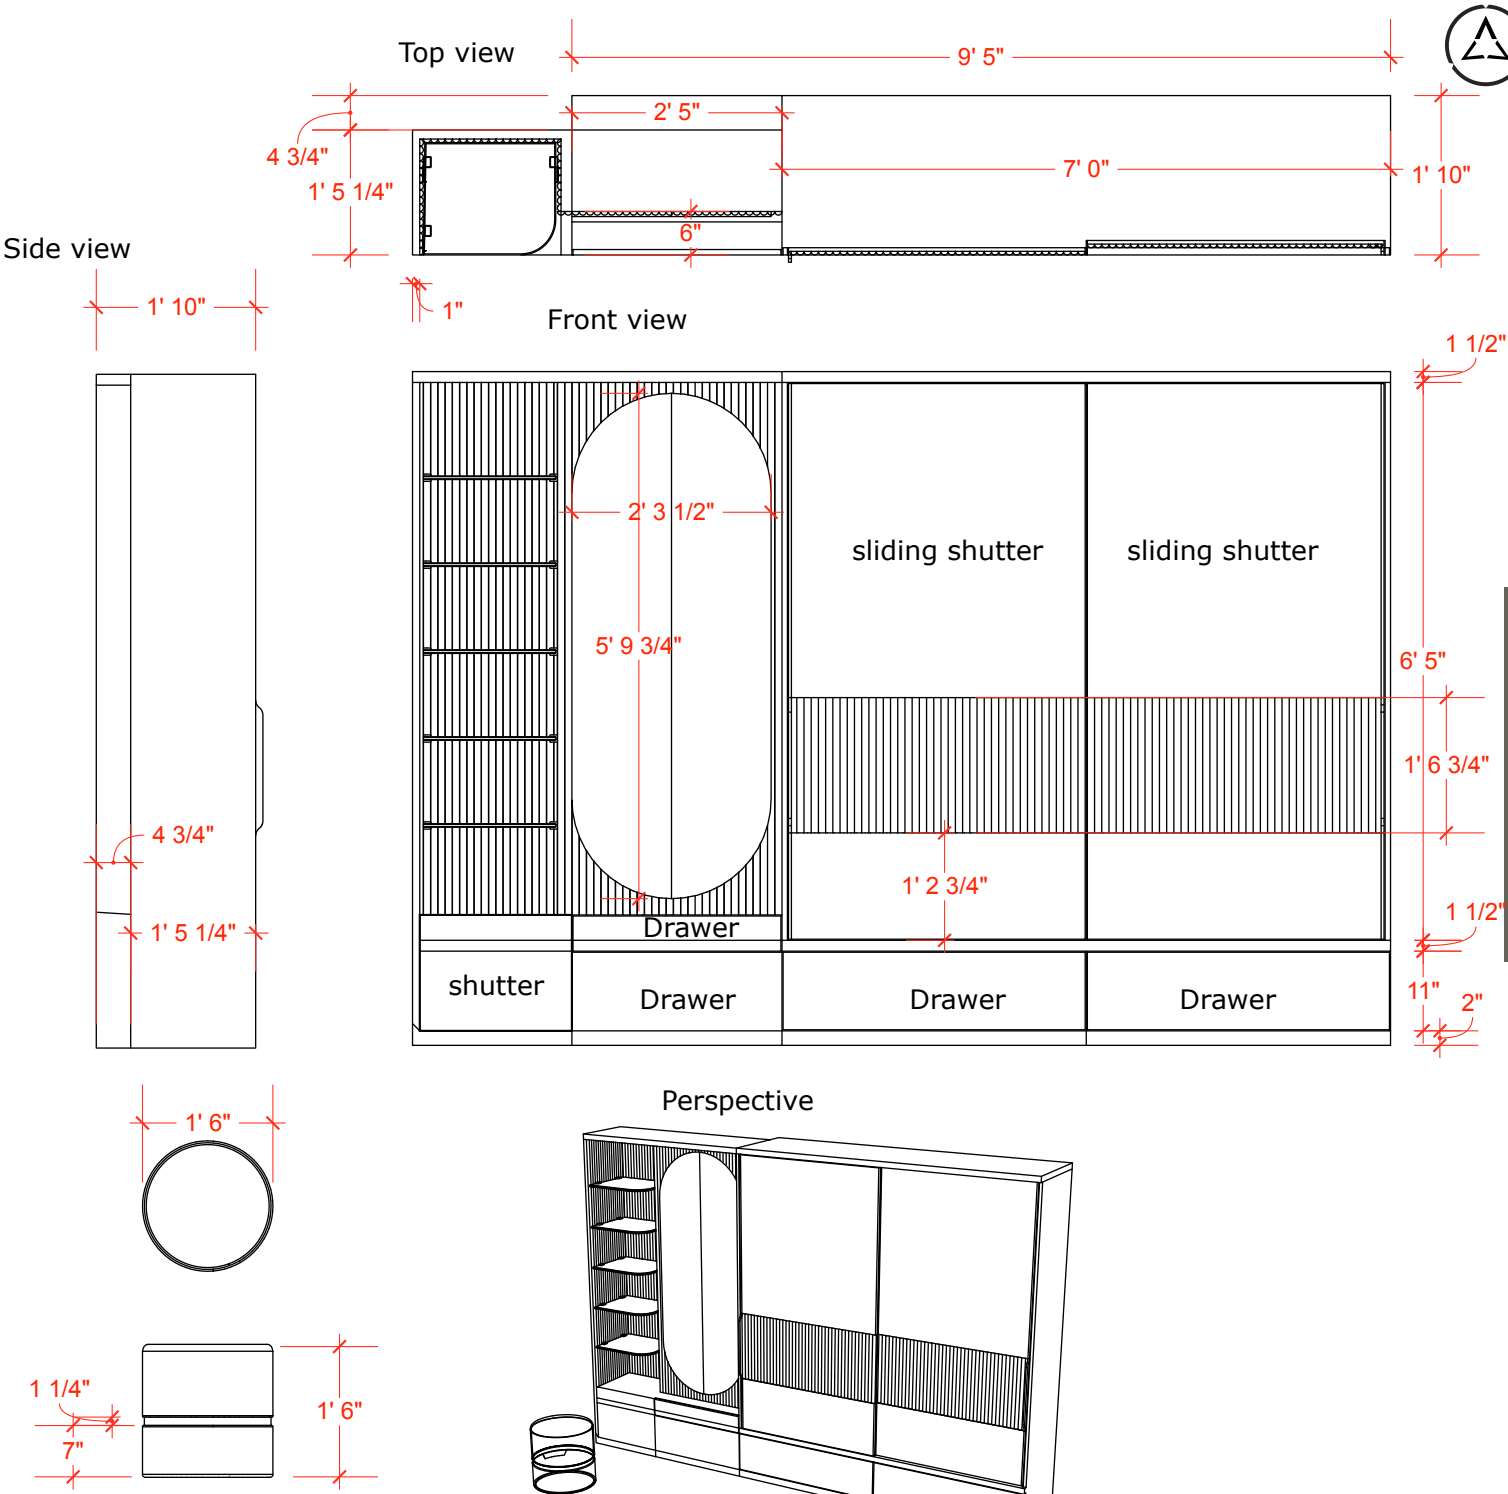 Top view
9' 5"
2' 5"
4 3/4"
1' 5 1/4"
7' 0"
1' 10"
6"
Side view
1' 10"
1"
Front view
1 1/2"
2' 3 1/2"
sliding shutter
sliding shutter
5' 9 3/4"
6' 5"
1' 6 3/4"
4 3/4"
1' 2 3/4"
1' 5 1/4"
Drawer
1 1/2"
shutter
Drawer
Drawer
Drawer
11"
2"
Perspective
1' 6"
1 1/4"
7"
1' 6"